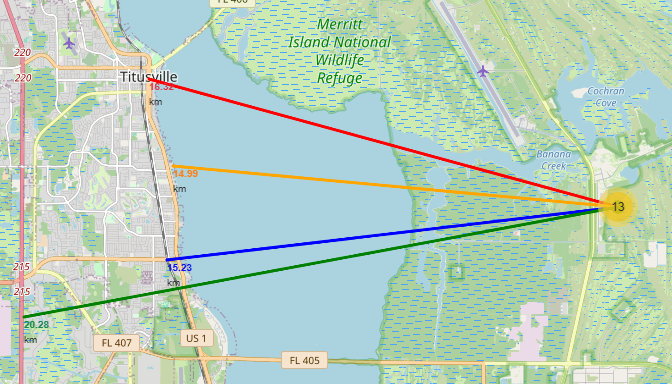 FL 406
Merritt
Island National
Wildlife
Refuge
220
220
Titusville
16.32
km
Cochran
Cove
Banana
Creek
14.99
km
13
215
215
15.23
km
20.28
km
FL 407
US 1
FL 405